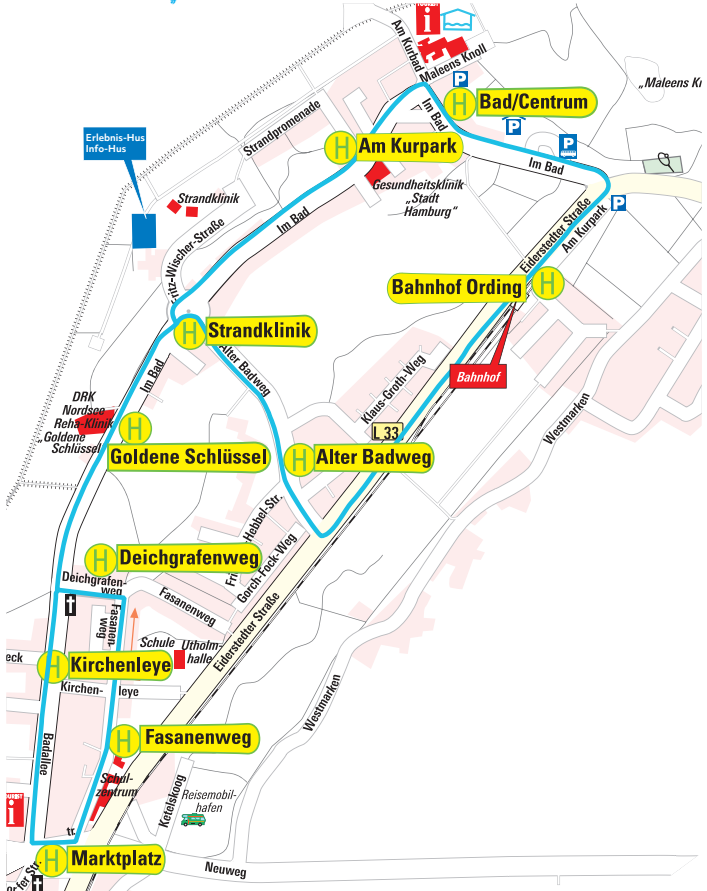 Am Kurbad
i
Maleens Knoll
P
„Maleens Kn
H
Bad/Centrum
Im Bad
P
P
Strandpromenade
Erlebnis-Hus
Info-Hus
H
Am Kurpark
Im Bad
Gesundheitsklinik
„Stadt
Hamburg"
Strandklinik
P
Eiderstedter Straße
Am Kurpark
Im Bad
Fritz-Wischer-Straße
Bahnhof Ording
H
H
Strandklinik
Alter Badweg
Im Bad
Klaus-Groth-Weg
Bahnhof
DRK
Nordsee
Reha-Klinik
„Goldene
Schlüssel
H
Goldene Schlüssel
L 33
Westmarken
H
Alter Badweg
Hebbel-Str.
Gorch-Fock-Weg
H
Deichgrafenweg
Deichgrafen-
weg
Fasanen-
weg
Fasanenweg
Schule
Utholm-
halle
Eiderstedter Straße
eck
H
Kirchenleye
Kirchen-
leye
Westmarken
H
Fasanenweg
Badallee
Schul-
zentrum
Ketelskoog
Reisemobil-
hafen
i
tr.
H
Marktplatz
Neuweg
orfer Str.